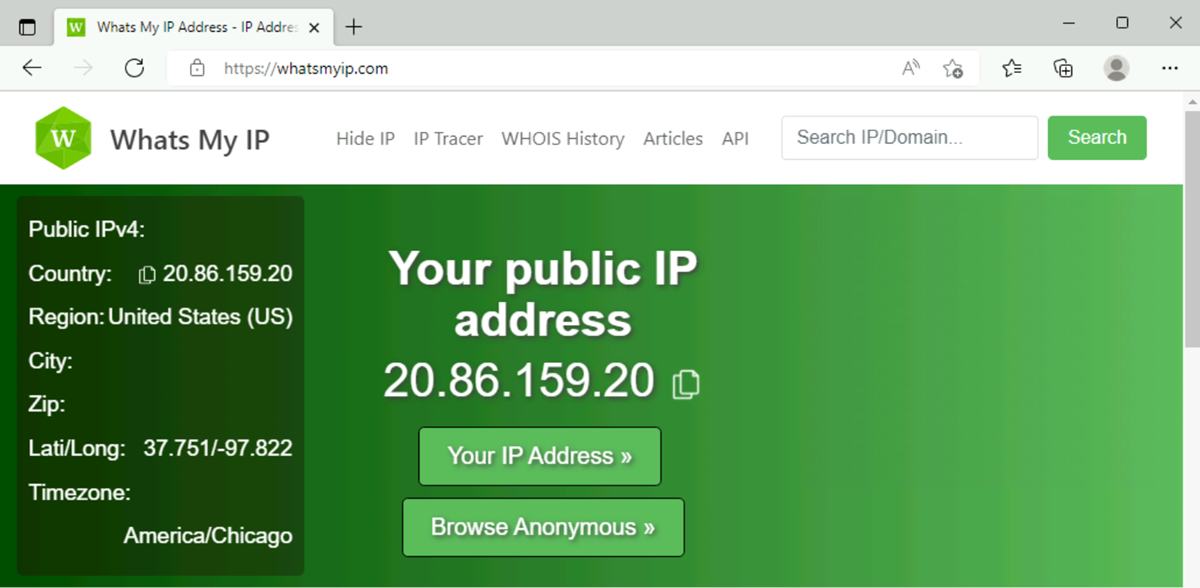 W Whats My IP Address - IP Addres
https://whatsmyip.com
W Whats My IP Hide IP IP Tracer WHOIS History Articles API Search IP/Domain... Search
Public IPv4:
Country: 20.86.159.20
Region: United States (US)
City:
Zip:
Lati/Long: 37.751/-97.822
Timezone:
America/Chicago
Your public IP
address
20.86.159.20
Your IP Address »
Browse Anonymous »